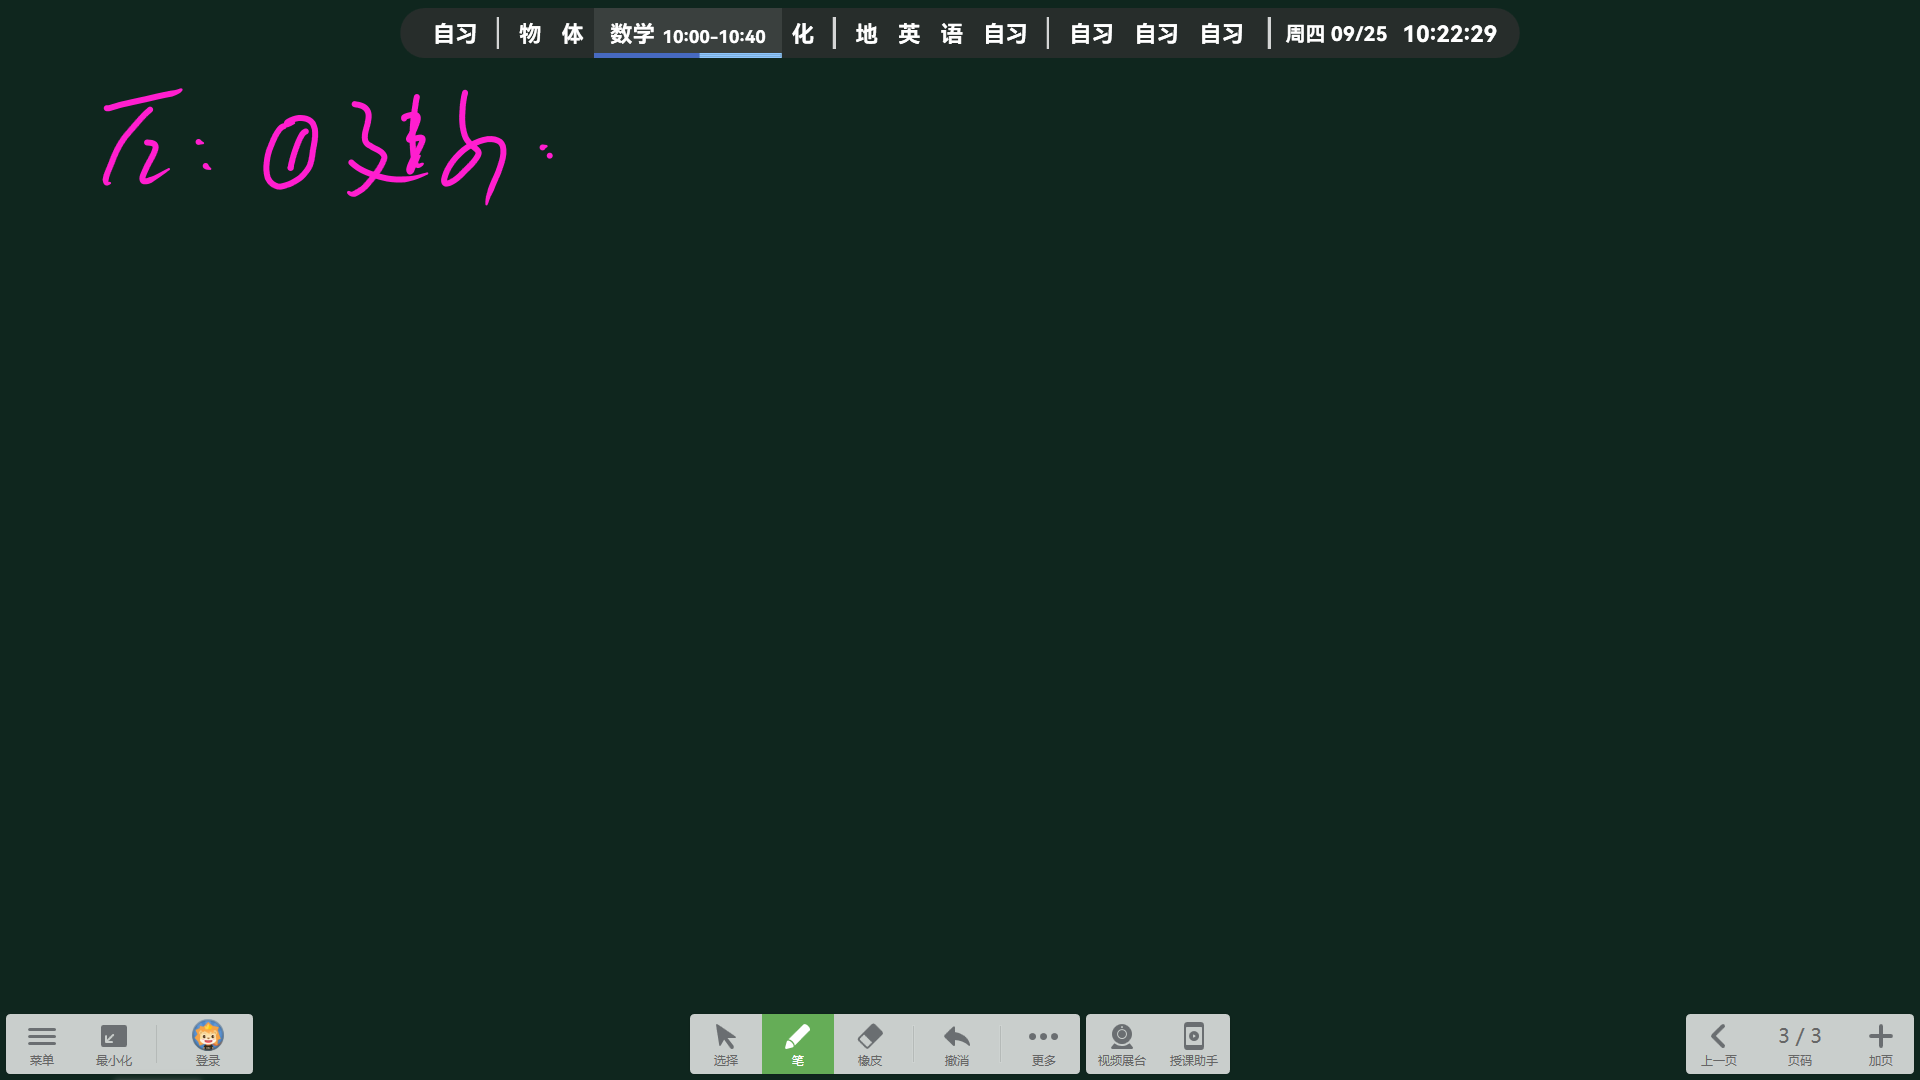 自习 | 物 体 数学 10:00-10:40 化 | 地 英 语 自习 | 自习 自习 自习 | 周四 09/25 10:22:29
: ① 建 :
菜单 最小化 登录 选择 笔 橡皮 撤消 更多 视频展台 授课助手 上一页 3 / 3 页码 加页